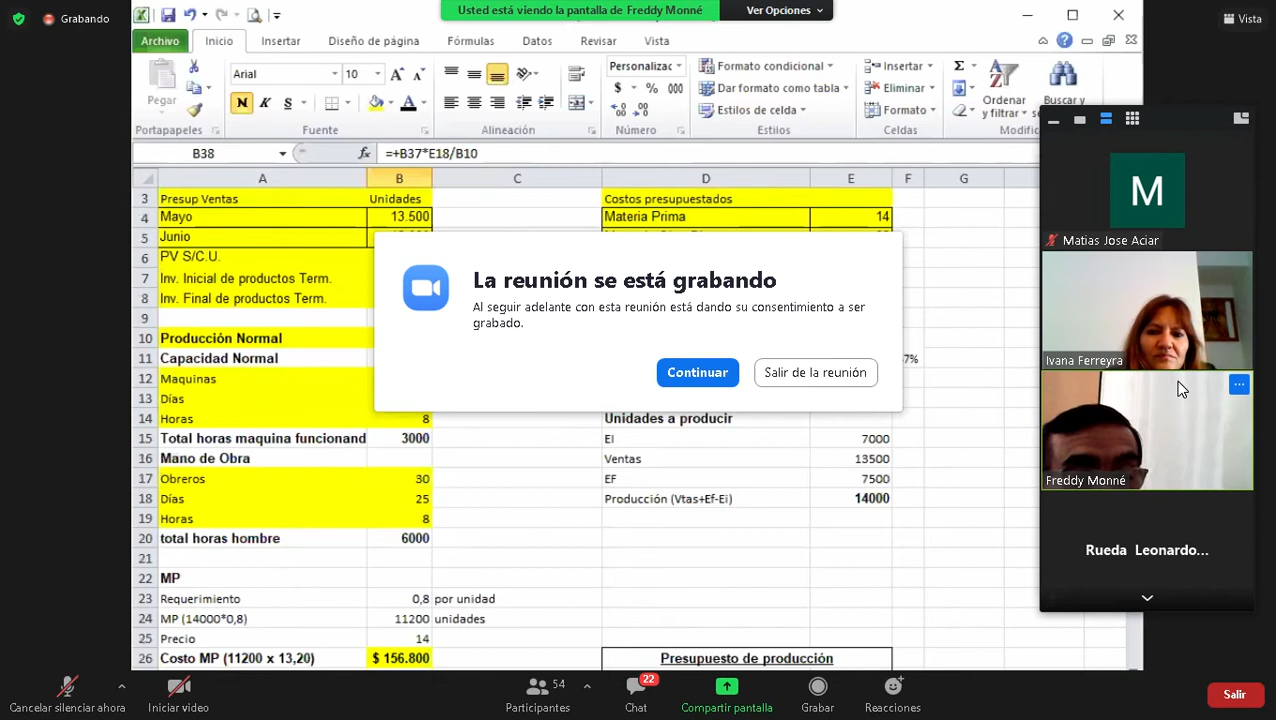 Grabando
Usted está viendo la pantalla de Freddy Monné
Ver Opciones
Vista
Archivo Inicio Insertar Diseño de página Fórmulas Datos Revisar Vista
Pegar
Portapapeles
Arial 10
N K S
Fuente
Alineación
Personalizac
$ % 000
Número
Formato condicional
Dar formato como tabla
Estilos de celda
Estilos
Insertar
Eliminar
Formato
Celdas
Ordenar y filtrar
Buscar y
Modific
B38 fx =+B37*E18/B10
A B C D E F G
3 Presup Ventas Unidades Costos presupuestados
4 Mayo 13.500 Materia Prima 14
5 Junio
6 PV S/C.U.
7 Inv. Inicial de productos Term.
8 Inv. Final de productos Term.
9
10 Producción Normal
11 Capacidad Normal 7%
12 Maquinas
13 Días
14 Horas 8 Unidades a producir
15 Total horas maquina funcionand 3000 EI 7000
16 Mano de Obra Ventas 13500
17 Obreros 30 EF 7500
18 Días 25 Producción (Vtas+Ef-Ei) 14000
19 Horas 8
20 total horas hombre 6000
21
22 MP
23 Requerimiento 0,8 por unidad
24 MP (14000*0,8) 11200 unidades
25 Precio 14
26 Costo MP (11200 x 13,20) $ 156.800 Presupuesto de producción
La reunión se está grabando
Al seguir adelante con esta reunión está dando su consentimiento a ser
grabado.
Continuar
Salir de la reunión
M
Matias Jose Aciar
Ivana Ferreyra
Freddy Monné
Rueda Leonardo...
Cancelar silenciar ahora
Iniciar video
54
Participantes
22
Chat
Compartir pantalla
Grabar
Reacciones
Salir